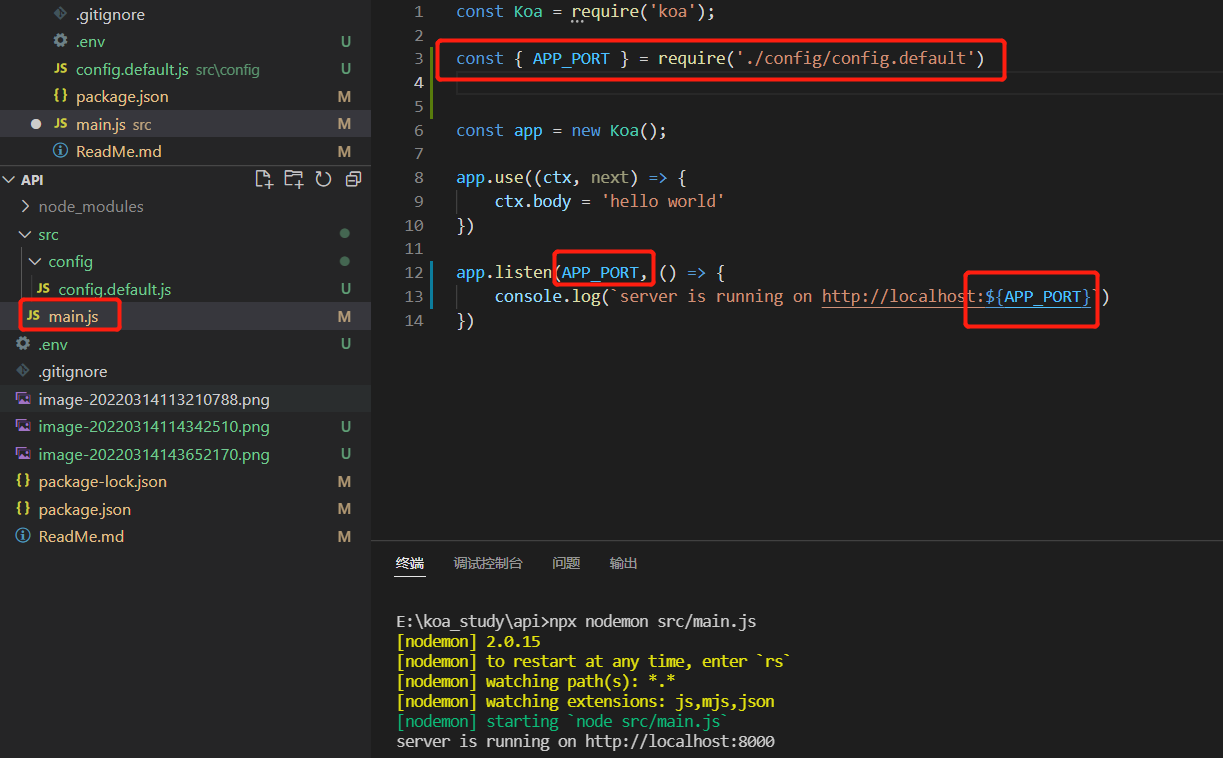 .gitignore
.env U
config.default.js src\config U
package.json M
main.js src M
ReadMe.md M
API
node_modules
src
config
config.default.js U
main.js M
.env U
.gitignore
image-20220314113210788.png
image-20220314114342510.png U
image-20220314143652170.png U
package-lock.json M
package.json M
ReadMe.md M
1 const Koa = require('koa');
2
3 const { APP_PORT } = require('./config/config.default')
4
5
6 const app = new Koa();
7
8 app.use((ctx, next) => {
9 ctx.body = 'hello world'
10 })
11
12 app.listen(APP_PORT, () => {
13 console.log(`server is running on http://localhost:${APP_PORT}`)
14 })
终端 调试控制台 问题 输出
E:\koa_study\api>npx nodemon src/main.js
[nodemon] 2.0.15
[nodemon] to restart at any time, enter `rs`
[nodemon] watching path(s): *.*
[nodemon] watching extensions: js,mjs,json
[nodemon] starting `node src/main.js`
server is running on http://localhost:8000